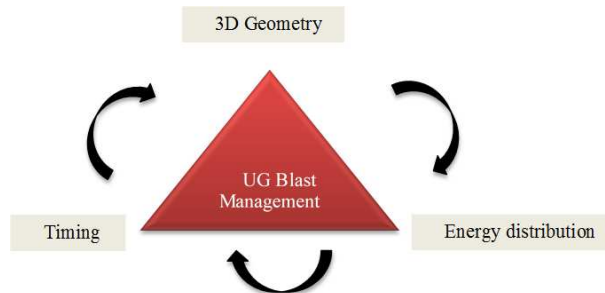 3D Geometry
UG Blast
Management
Timing
Energy distribution